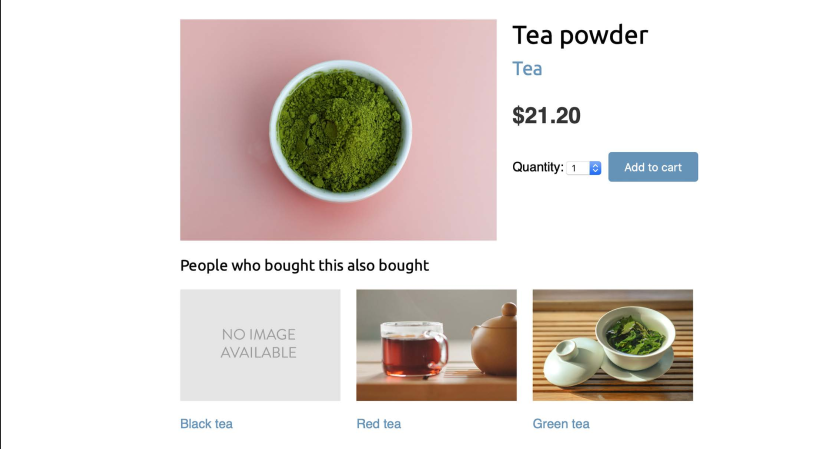 Tea powder
Tea
$21.20
Quantity: 1 Add to cart
People who bought this also bought
NO IMAGE
AVAILABLE
Black tea
Red tea
Green tea